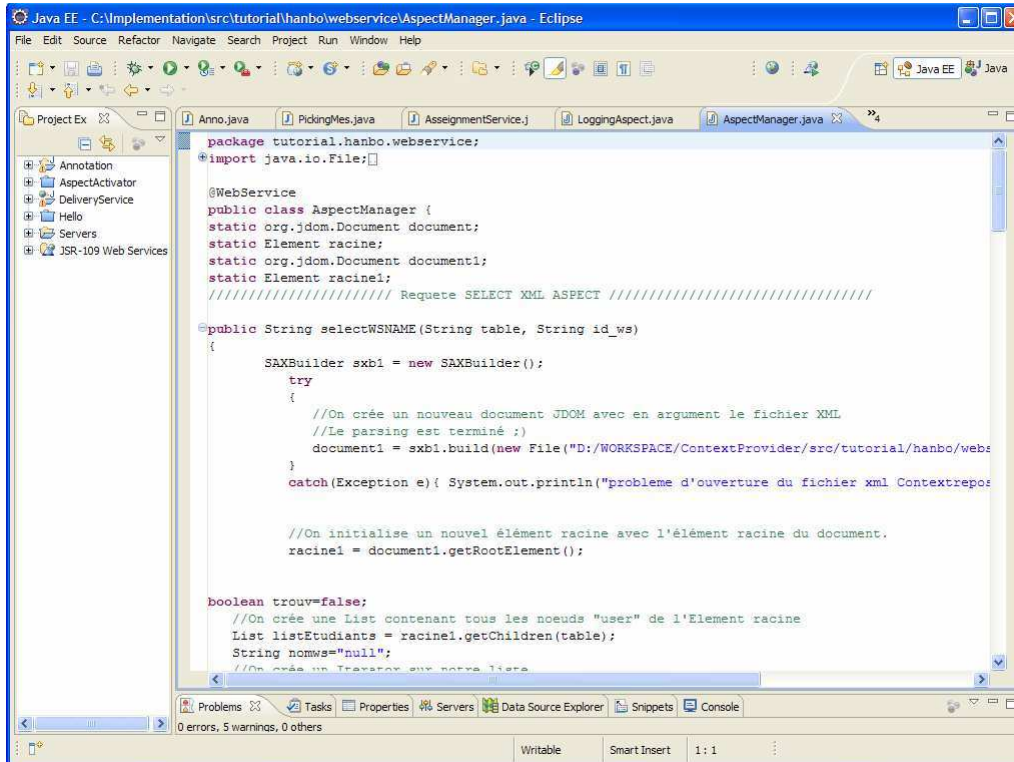 Java EE - C:\Implementation\src\tutorial\hanbo\webservice\AspectManager.java - Eclipse
File Edit Source Refactor Navigate Search Project Run Window Help
Java EE Java
Project Ex
Anno.java PickingMes.java AsseignmentService.j LoggingAspect.java AspectManager.java »4
Annotation
AspectActivator
DeliveryService
Hello
Servers
JSR-109 Web Services
package tutorial.hanbo.webservice;
import java.io.File;
@WebService
public class AspectManager {
static org.jdom.Document document;
static Element racine;
static org.jdom.Document document1;
static Element racine1;
/////////////////////// Requete SELECT XML ASPECT /////////////////////////////////
public String selectWSNAME(String table, String id_ws)
{
SAXBuilder sxb1 = new SAXBuilder();
try
{
//On crée un nouveau document JDOM avec en argument le fichier XML
//Le parsing est terminé ;)
document1 = sxb1.build(new File("D:/WORKSPACE/ContextProvider/src/tutorial/hanbo/webs
}
catch(Exception e){ System.out.println("probleme d'ouverture du fichier xml Contextrepos
//On initialise un nouvel élément racine avec l'élément racine du document.
racine1 = document1.getRootElement();
boolean trouv=false;
//On crée une List contenant tous les noeuds "user" de l'Element racine
List listEtudiants = racine1.getChildren(table);
String nomws="null";
//On crée un Iterator sur notre liste
Problems Tasks Properties Servers Data Source Explorer Snippets Console
0 errors, 5 warnings, 0 others
Writable Smart Insert 1 : 1